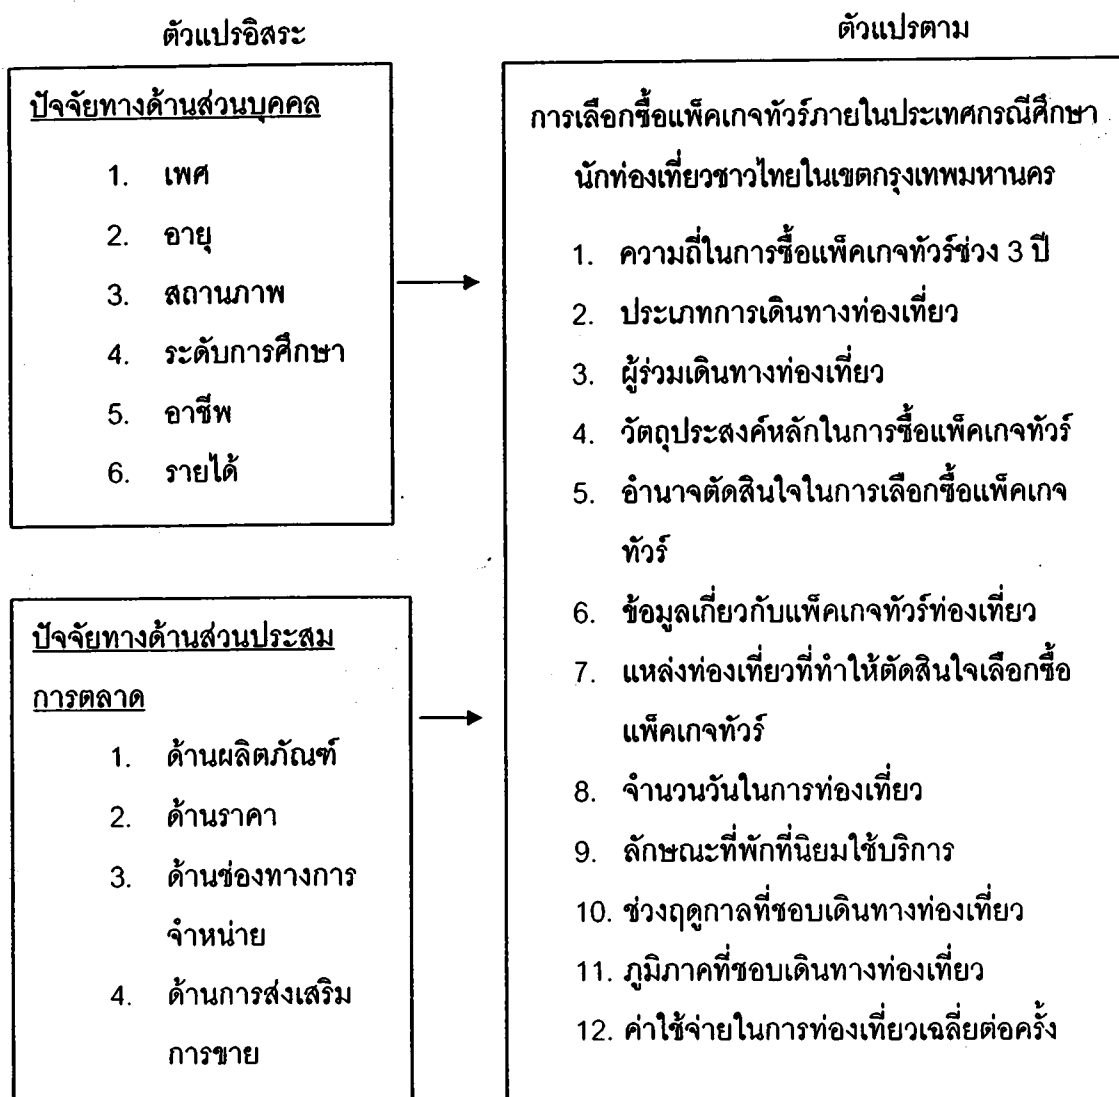 ตัวแปรอิสระ
ปัจจัยทางด้านส่วนบุคคล
1. เพศ
2. อายุ
3. สถานภาพ
4. ระดับการศึกษา
5. อาชีพ
6. รายได้
ปัจจัยทางด้านส่วนประสม
การตลาด
1. ด้านผลิตภัณฑ์
2. ด้านราคา
3. ด้านช่องทางการ
จำหน่าย
4. ด้านการส่งเสริม
การขาย
ตัวแปรตาม
การเลือกซื้อแพ็คเกจทัวร์ภายในประเทศกรณีศึกษา
นักท่องเที่ยวชาวไทยในเขตกรุงเทพมหานคร
1. ความถี่ในการซื้อแพ็คเกจทัวร์ช่วง 3 ปี
2. ประเภทการเดินทางท่องเที่ยว
3. ผู้ร่วมเดินทางท่องเที่ยว
4. วัตถุประสงค์หลักในการซื้อแพ็คเกจทัวร์
5. อำนาจตัดสินใจในการเลือกซื้อแพ็คเกจ
ทัวร์
6. ข้อมูลเกี่ยวกับแพ็คเกจทัวร์ท่องเที่ยว
7. แหล่งท่องเที่ยวที่ทำให้ตัดสินใจเลือกซื้อ
แพ็คเกจทัวร์
8. จำนวนวันในการท่องเที่ยว
9. ลักษณะที่พักที่นิยมใช้บริการ
10. ช่วงฤดูกาลที่ชอบเดินทางท่องเที่ยว
11. ภูมิภาคที่ชอบเดินทางท่องเที่ยว
12. ค่าใช้จ่ายในการท่องเที่ยวเฉลี่ยต่อครั้ง